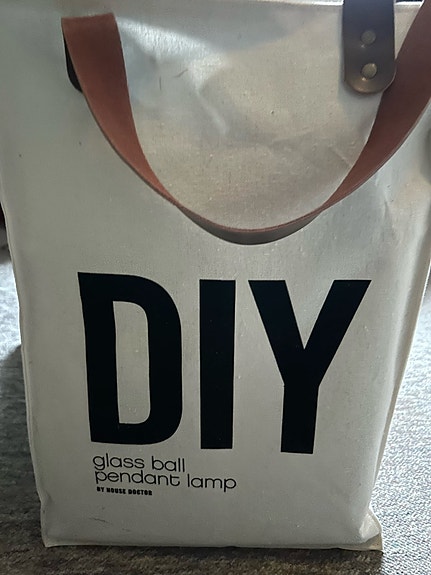 DIY
glass ball
pendant lamp
BY HOUSE DOCTOR